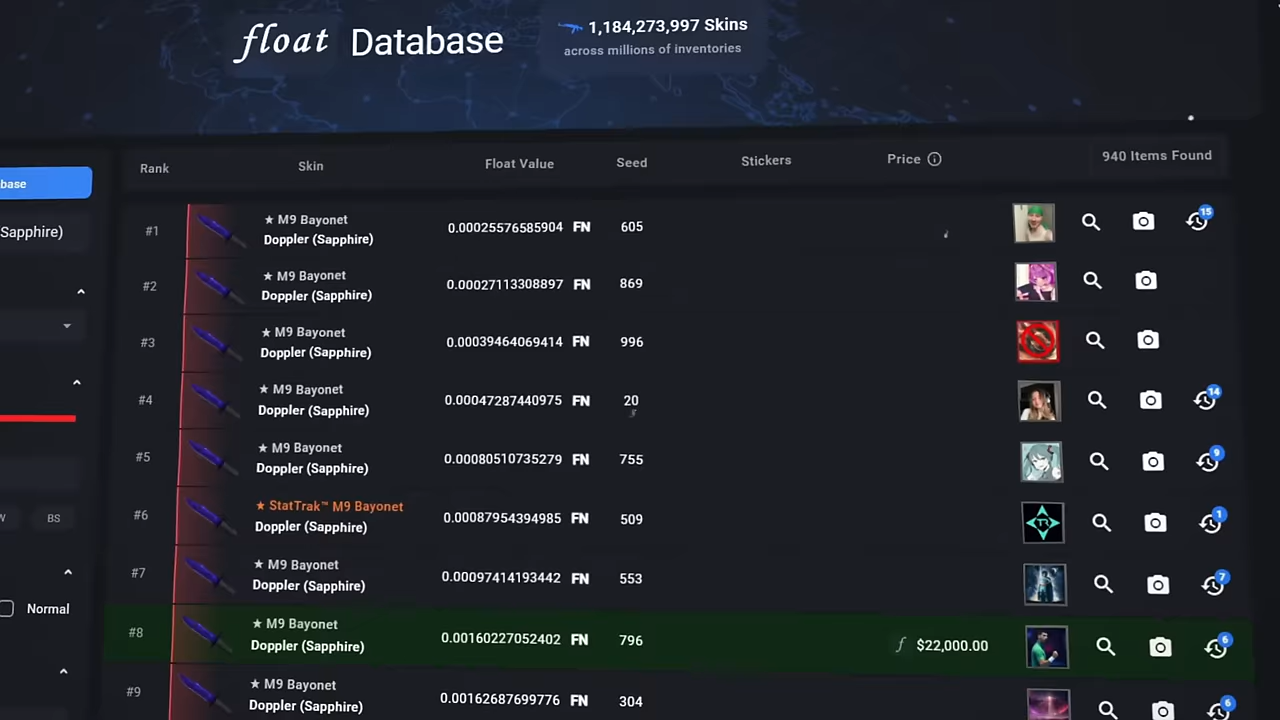 float Database
1,184,273,997 Skins
across millions of inventories
base
Rank Skin Float Value Seed Stickers Price 940 Items Found
Sapphire)
#1 ★ M9 Bayonet
Doppler (Sapphire) 0.00025576585904 FN 605 15
#2 ★ M9 Bayonet
Doppler (Sapphire) 0.00027113308897 FN 869
#3 ★ M9 Bayonet
Doppler (Sapphire) 0.00039464069414 FN 996
#4 ★ M9 Bayonet
Doppler (Sapphire) 0.00047287440975 FN 20 14
#5 ★ M9 Bayonet
Doppler (Sapphire) 0.00080510735279 FN 755 9
#6 ★ StatTrak™ M9 Bayonet
Doppler (Sapphire) 0.00087954394985 FN 509 1
W BS
#7 ★ M9 Bayonet
Doppler (Sapphire) 0.00097414193442 FN 553 7
Normal
#8 ★ M9 Bayonet
Doppler (Sapphire) 0.00160227052402 FN 796 f $22,000.00 6
#9 ★ M9 Bayonet
Doppler (Sapphire) 0.00162687699776 FN 304 6